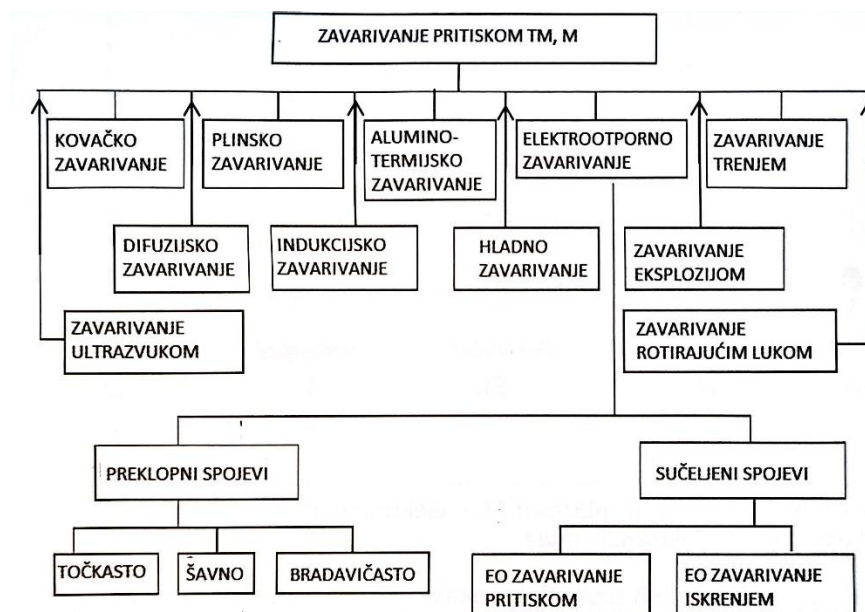 ZAVARIVANJE PRITISKOM TM, M
KOVAČKO
ZAVARIVANJE
PLINSKO
ZAVARIVANJE
ALUMINO-
TERMIJSKO
ZAVARIVANJE
ELEKTROOTPORNO
ZAVARIVANJE
ZAVARIVANJE
TRENJEM
DIFUZIJSKO
ZAVARIVANJE
INDUKCIJSKO
ZAVARIVANJE
HLADNO
ZAVARIVANJE
ZAVARIVANJE
EKSPLOZIJOM
ZAVARIVANJE
ULTRAZVUKOM
ZAVARIVANJE
ROTIRAJUĆIM LUKOM
PREKLOPNI SPOJEVI
SUČELJENI SPOJEVI
TOČKASTO
ŠAVNO
BRADAVIČASTO
EO ZAVARIVANJE
PRITISKOM
EO ZAVARIVANJE
ISKRENJEM